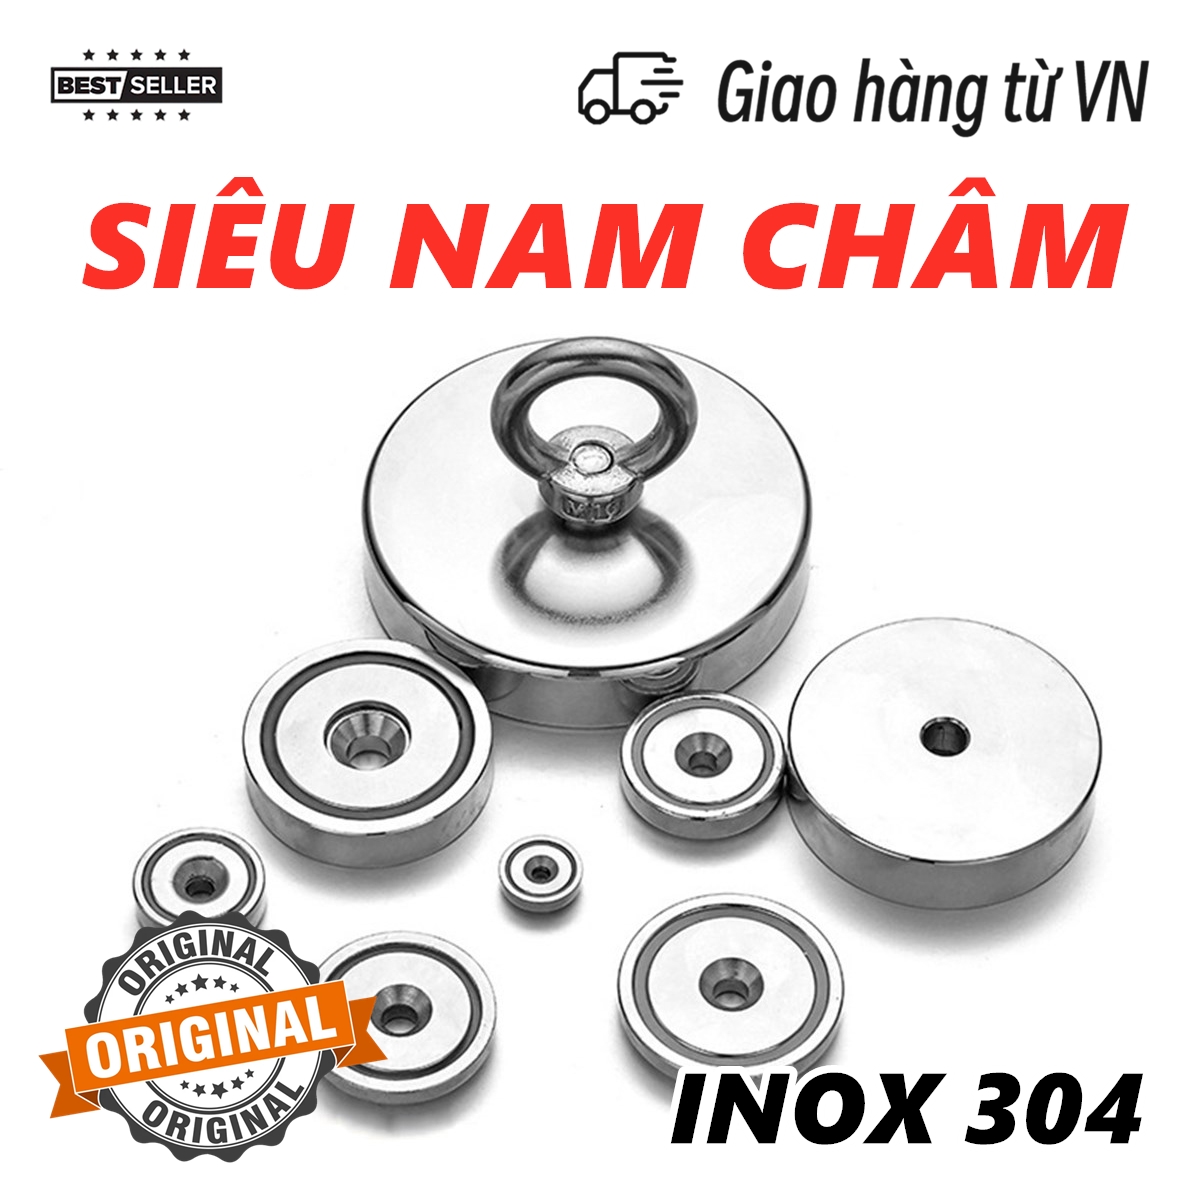 BEST SELLER
Giao hàng từ VN
SIÊU NAM CHÂM
M10
ORIGINAL
ORIGINAL
ORIGINAL
INOX 304